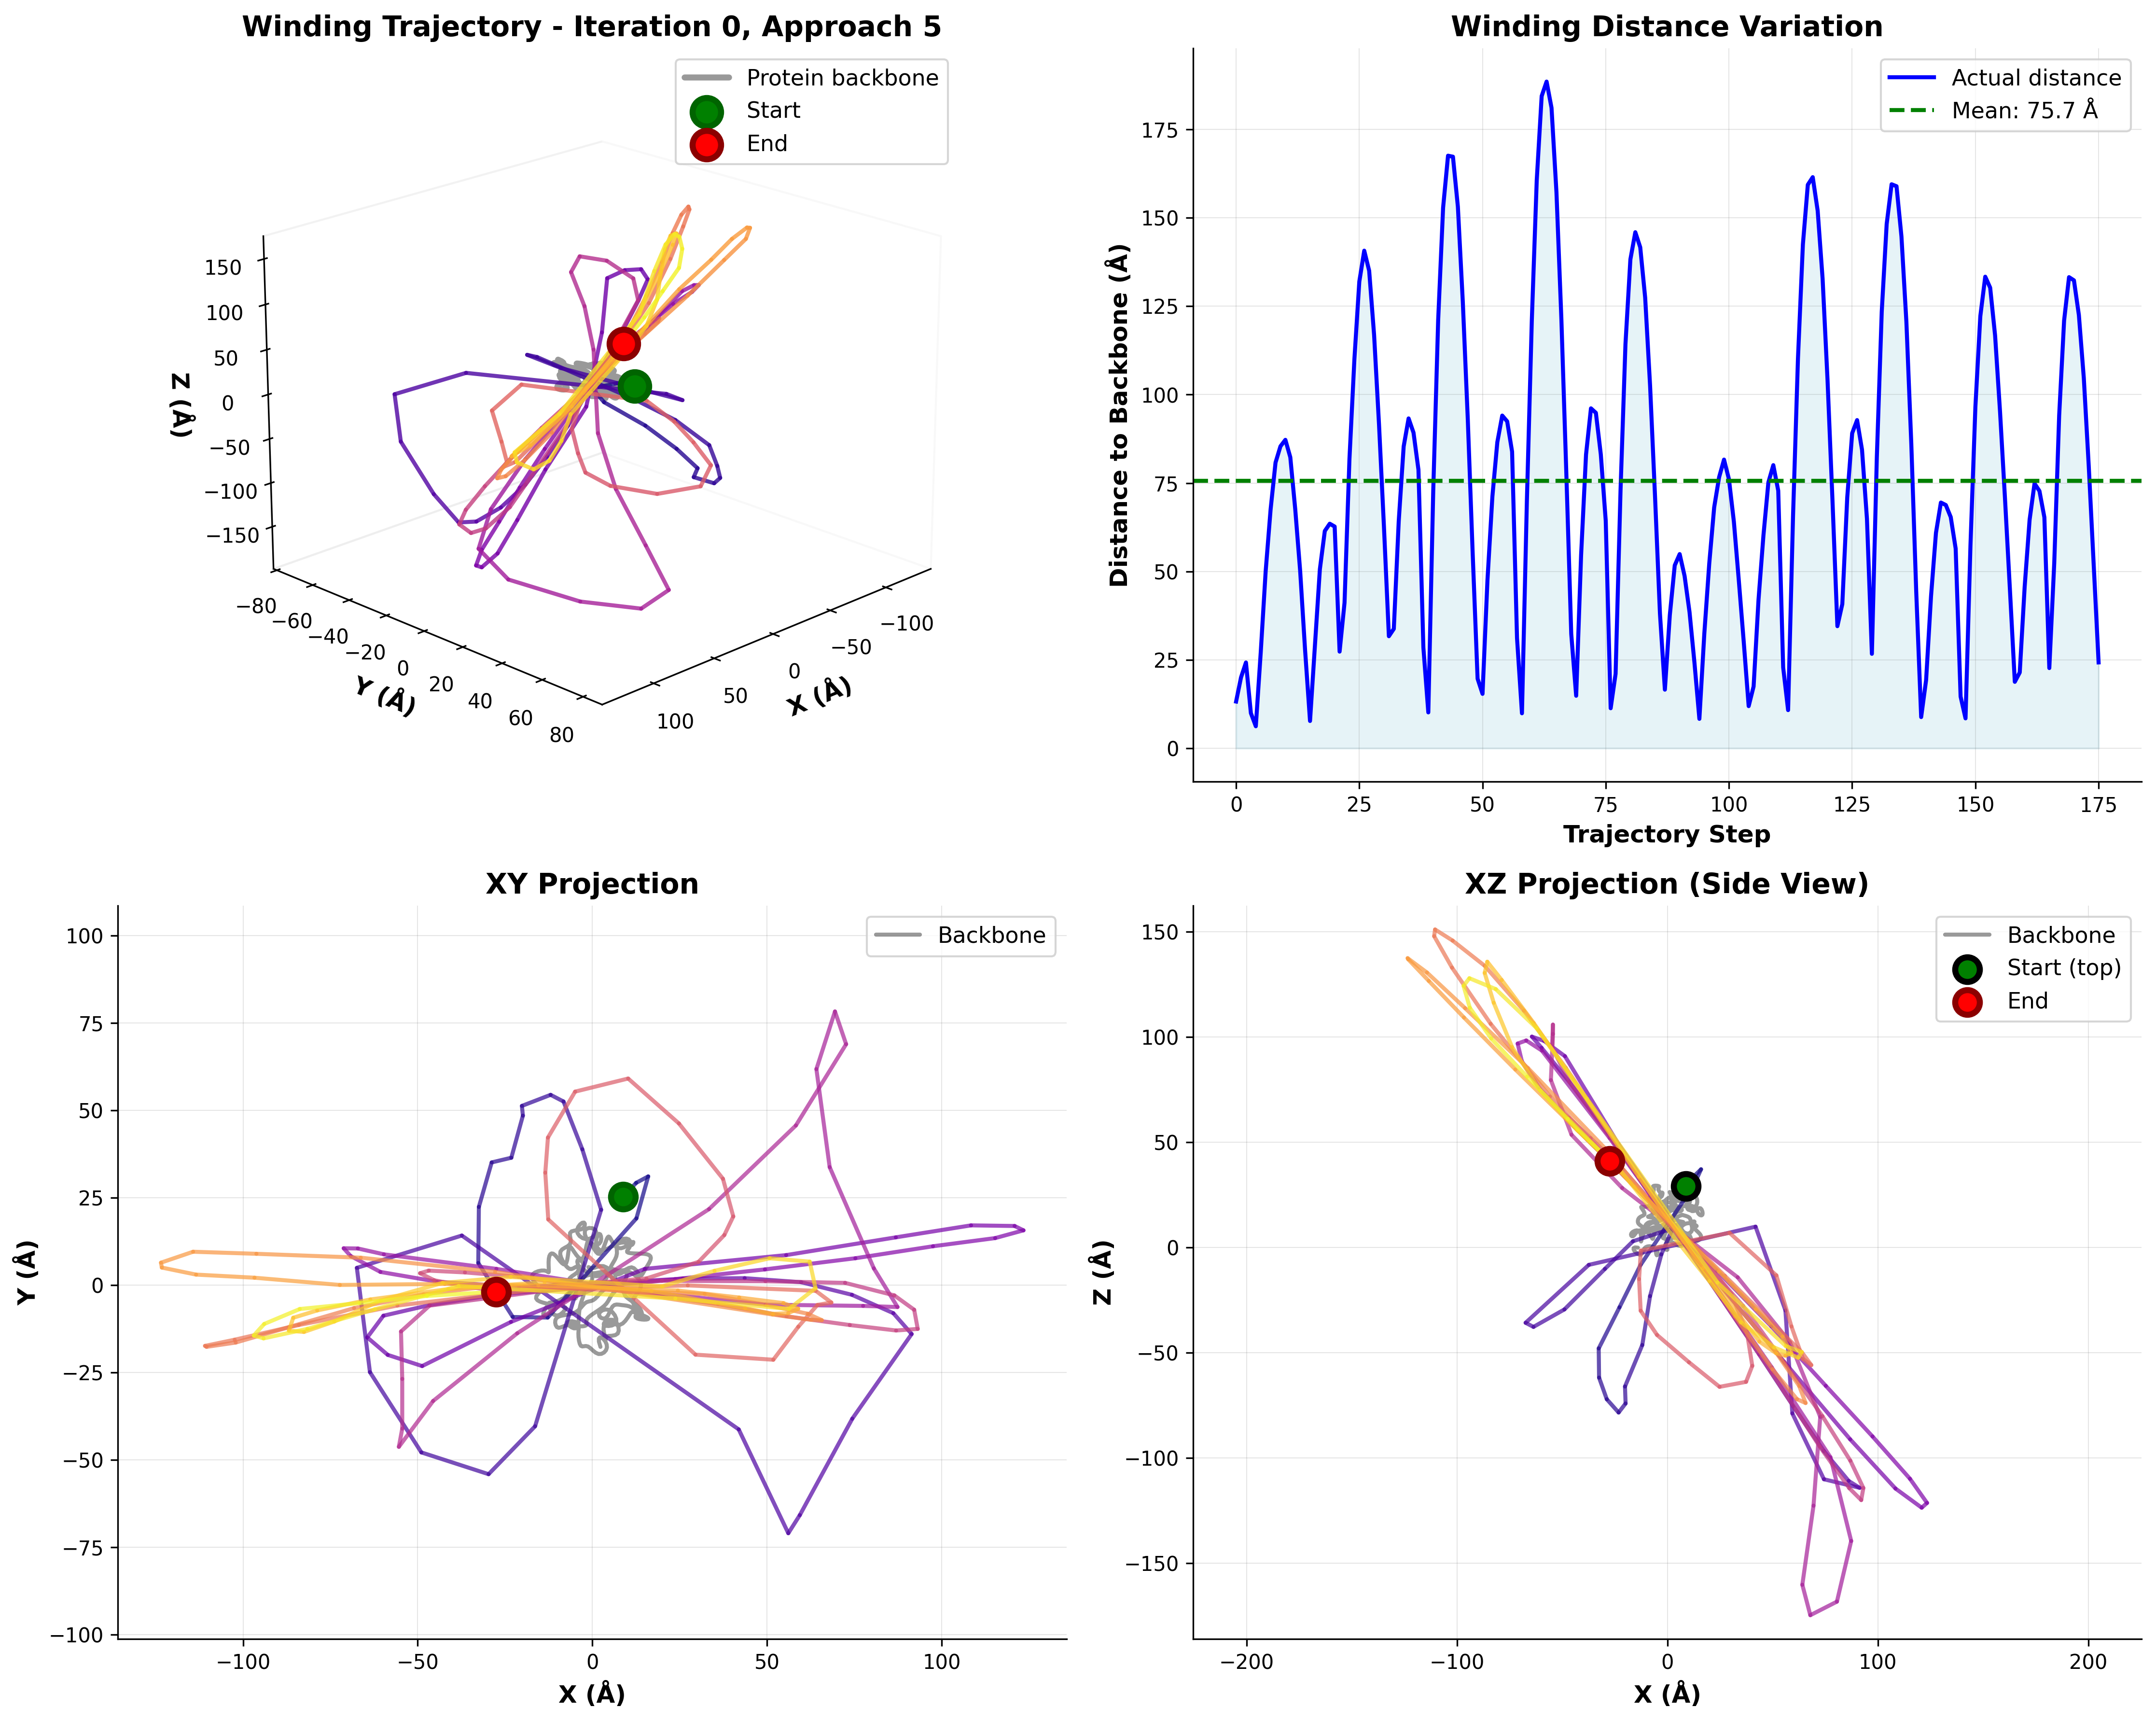 Winding Trajectory - Iteration 0, Approach 5
Protein backbone
Start
End
150
100
50
0
−50
−100
−150
Z (Å)
−80
−60
−40
−20
0
20
40
60
80
Y (Å)
100
50
0
−50
−100
X (Å)
Winding Distance Variation
Actual distance
Mean: 75.7 Å
175
150
125
100
75
50
25
0
Distance to Backbone (Å)
0 25 50 75 100 125 150 175
Trajectory Step
XY Projection
Backbone
100
75
50
25
0
−25
−50
−75
−100
Y (Å)
−100 −50 0 50 100
X (Å)
XZ Projection (Side View)
Backbone
Start (top)
End
150
100
50
0
−50
−100
−150
Z (Å)
−200 −100 0 100 200
X (Å)